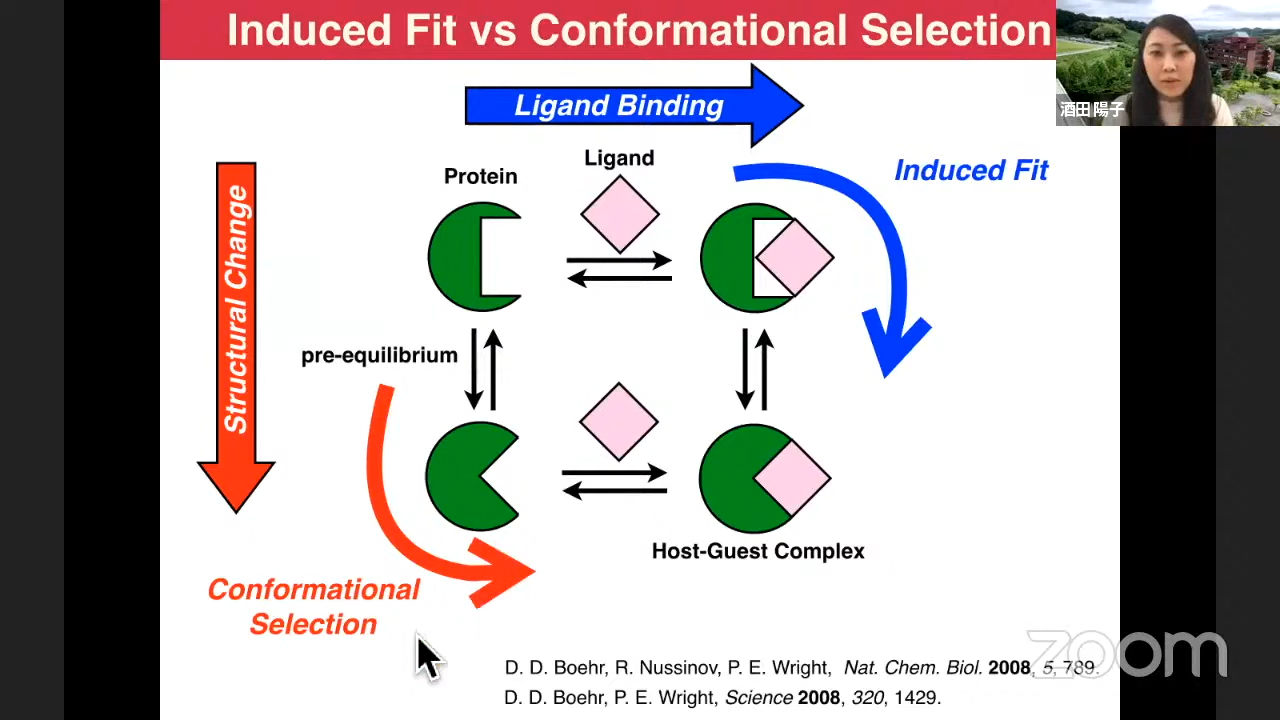 Induced Fit vs Conformational Selection
酒田 陽子
Ligand Binding
Ligand
Induced Fit
Protein
Structural Change
pre-equilibrium
Host-Guest Complex
Conformational
Selection
D. D. Boehr, R. Nussinov, P. E. Wright, Nat. Chem. Biol. 2008, 5, 789.
D. D. Boehr, P. E. Wright, Science 2008, 320, 1429.
zoom